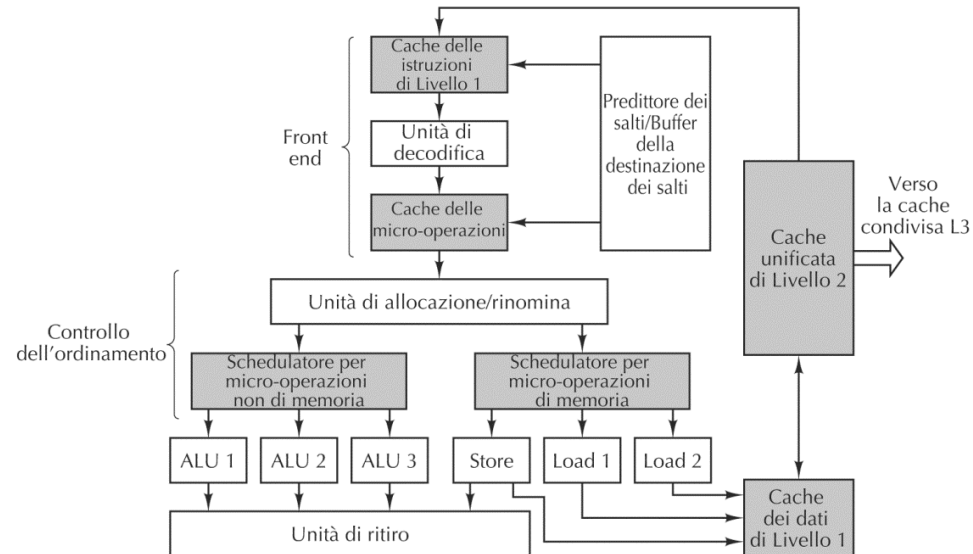 Cache delle
istruzioni
di Livello 1
Predittore dei
salti/Buffer
della
destinazione
dei salti
Front
end
Unità di
decodifica
Cache delle
micro-operazioni
Cache
unificata
di Livello 2
Verso
la cache
condivisa L3
Unità di allocazione/rinomina
Controllo
dell'ordinamento
Schedulatore per
micro-operazioni
non di memoria
Schedulatore per
micro-operazioni
di memoria
ALU 1
ALU 2
ALU 3
Store
Load 1
Load 2
Cache
dei dati
di Livello 1
Unità di ritiro